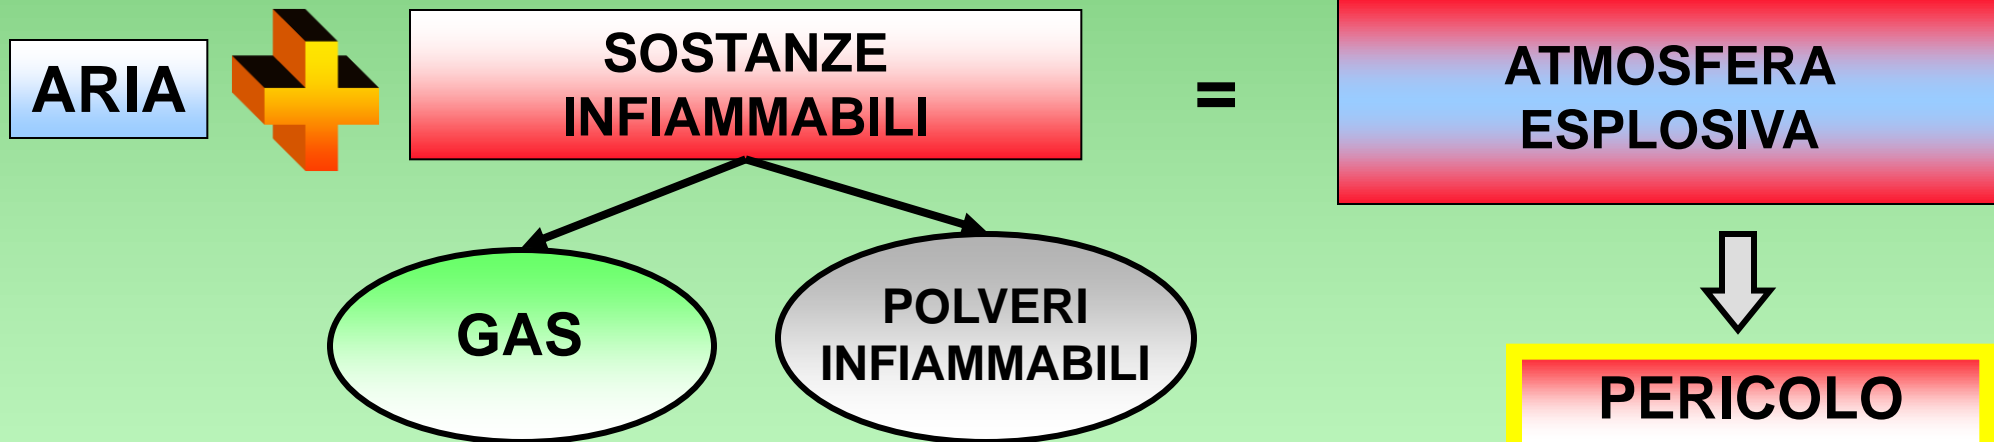 ARIA
SOSTANZE
INFIAMMABILI
=
ATMOSFERA
ESPLOSIVA
GAS
POLVERI
INFIAMMABILI
PERICOLO